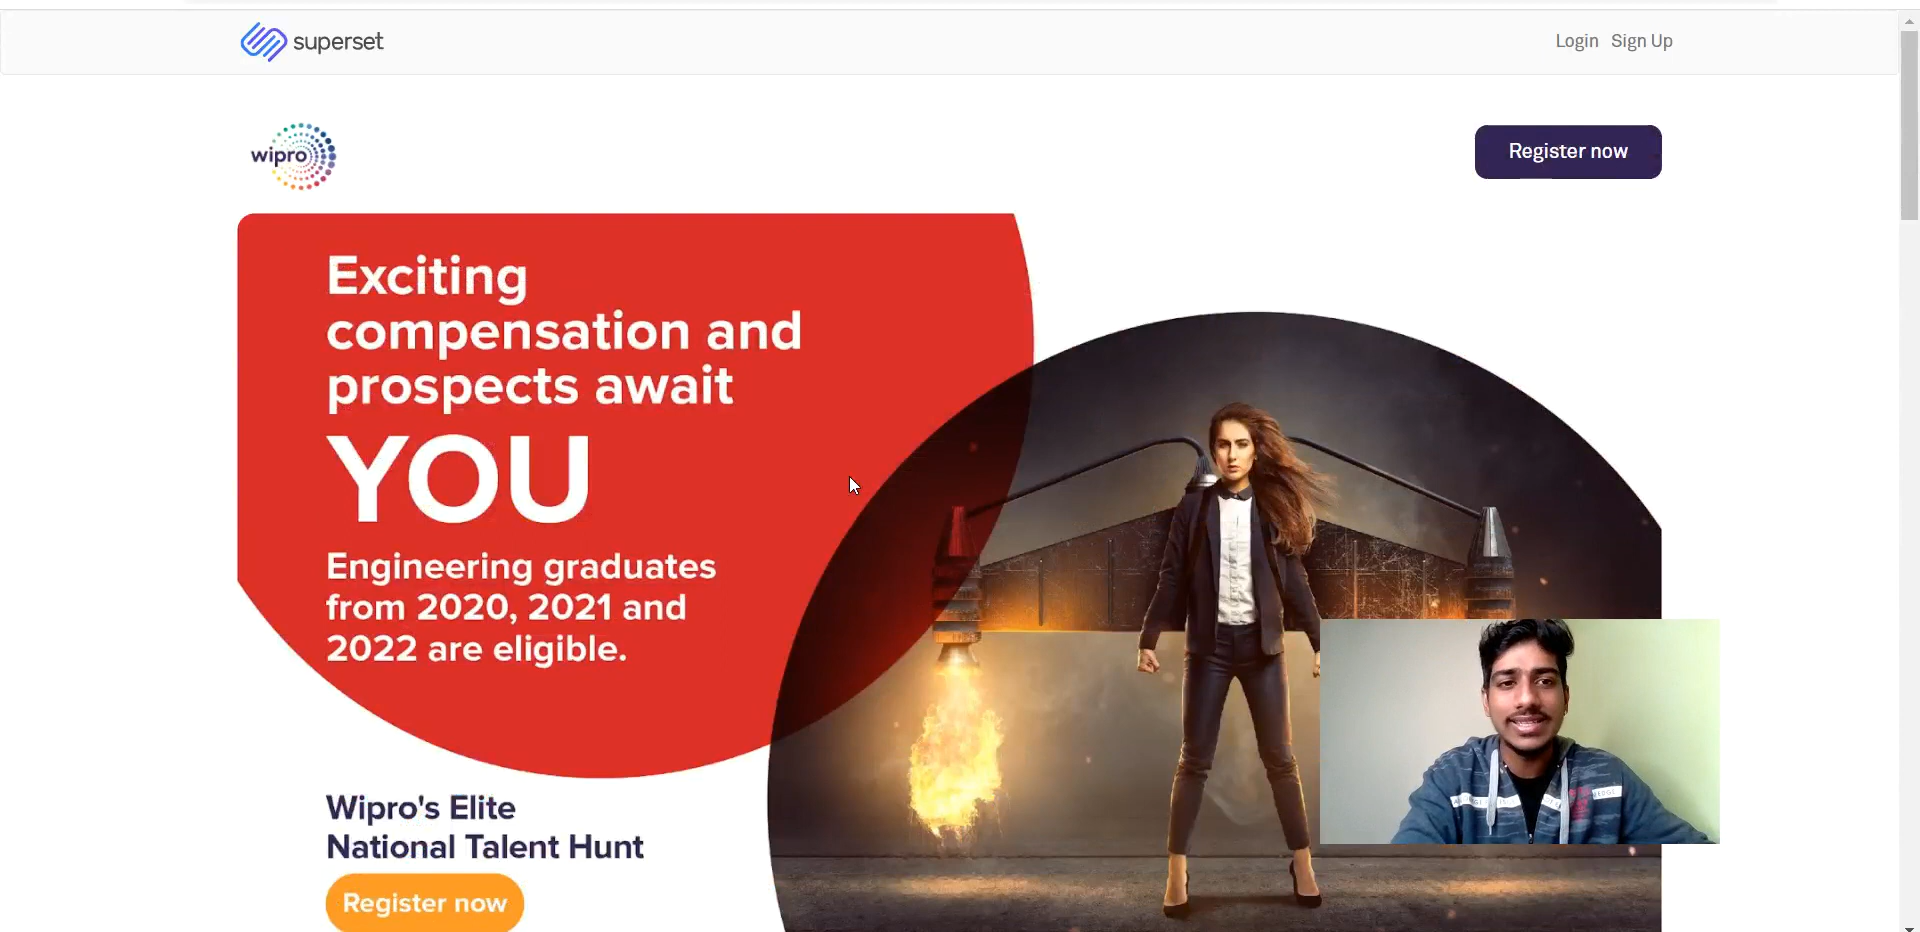 superset
Login Sign Up
wipro
Register now
Exciting
compensation and
prospects await
YOU
Engineering graduates
from 2020, 2021 and
2022 are eligible.
Wipro's Elite
National Talent Hunt
Register now